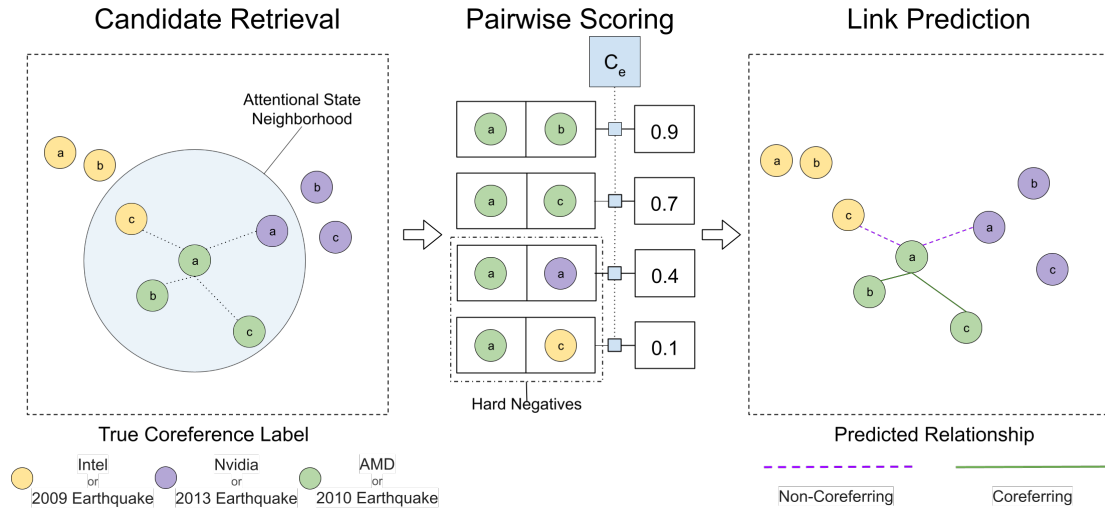 Candidate Retrieval
Pairwise Scoring
Link Prediction
Attentional State
Neighborhood
a
b
c
a
b
c
a
b
c
C_e
a b 0.9
a c 0.7
a a 0.4
a c 0.1
Hard Negatives
a
b
c
a
b
c
a
b
c
True Coreference Label
Intel
or
2009 Earthquake
Nvidia
or
2013 Earthquake
AMD
or
2010 Earthquake
Predicted Relationship
Non-Coreferring
Coreferring